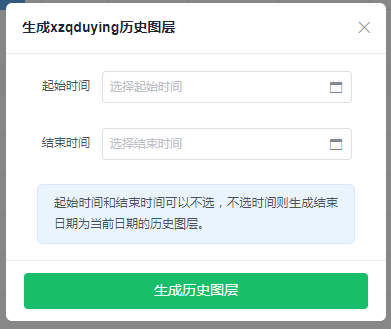 生成xzqduying历史图层
起始时间 选择起始时间
结束时间 选择结束时间
起始时间和结束时间可以不选，不选时间则生成结束
日期为当前日期的历史图层。
生成历史图层